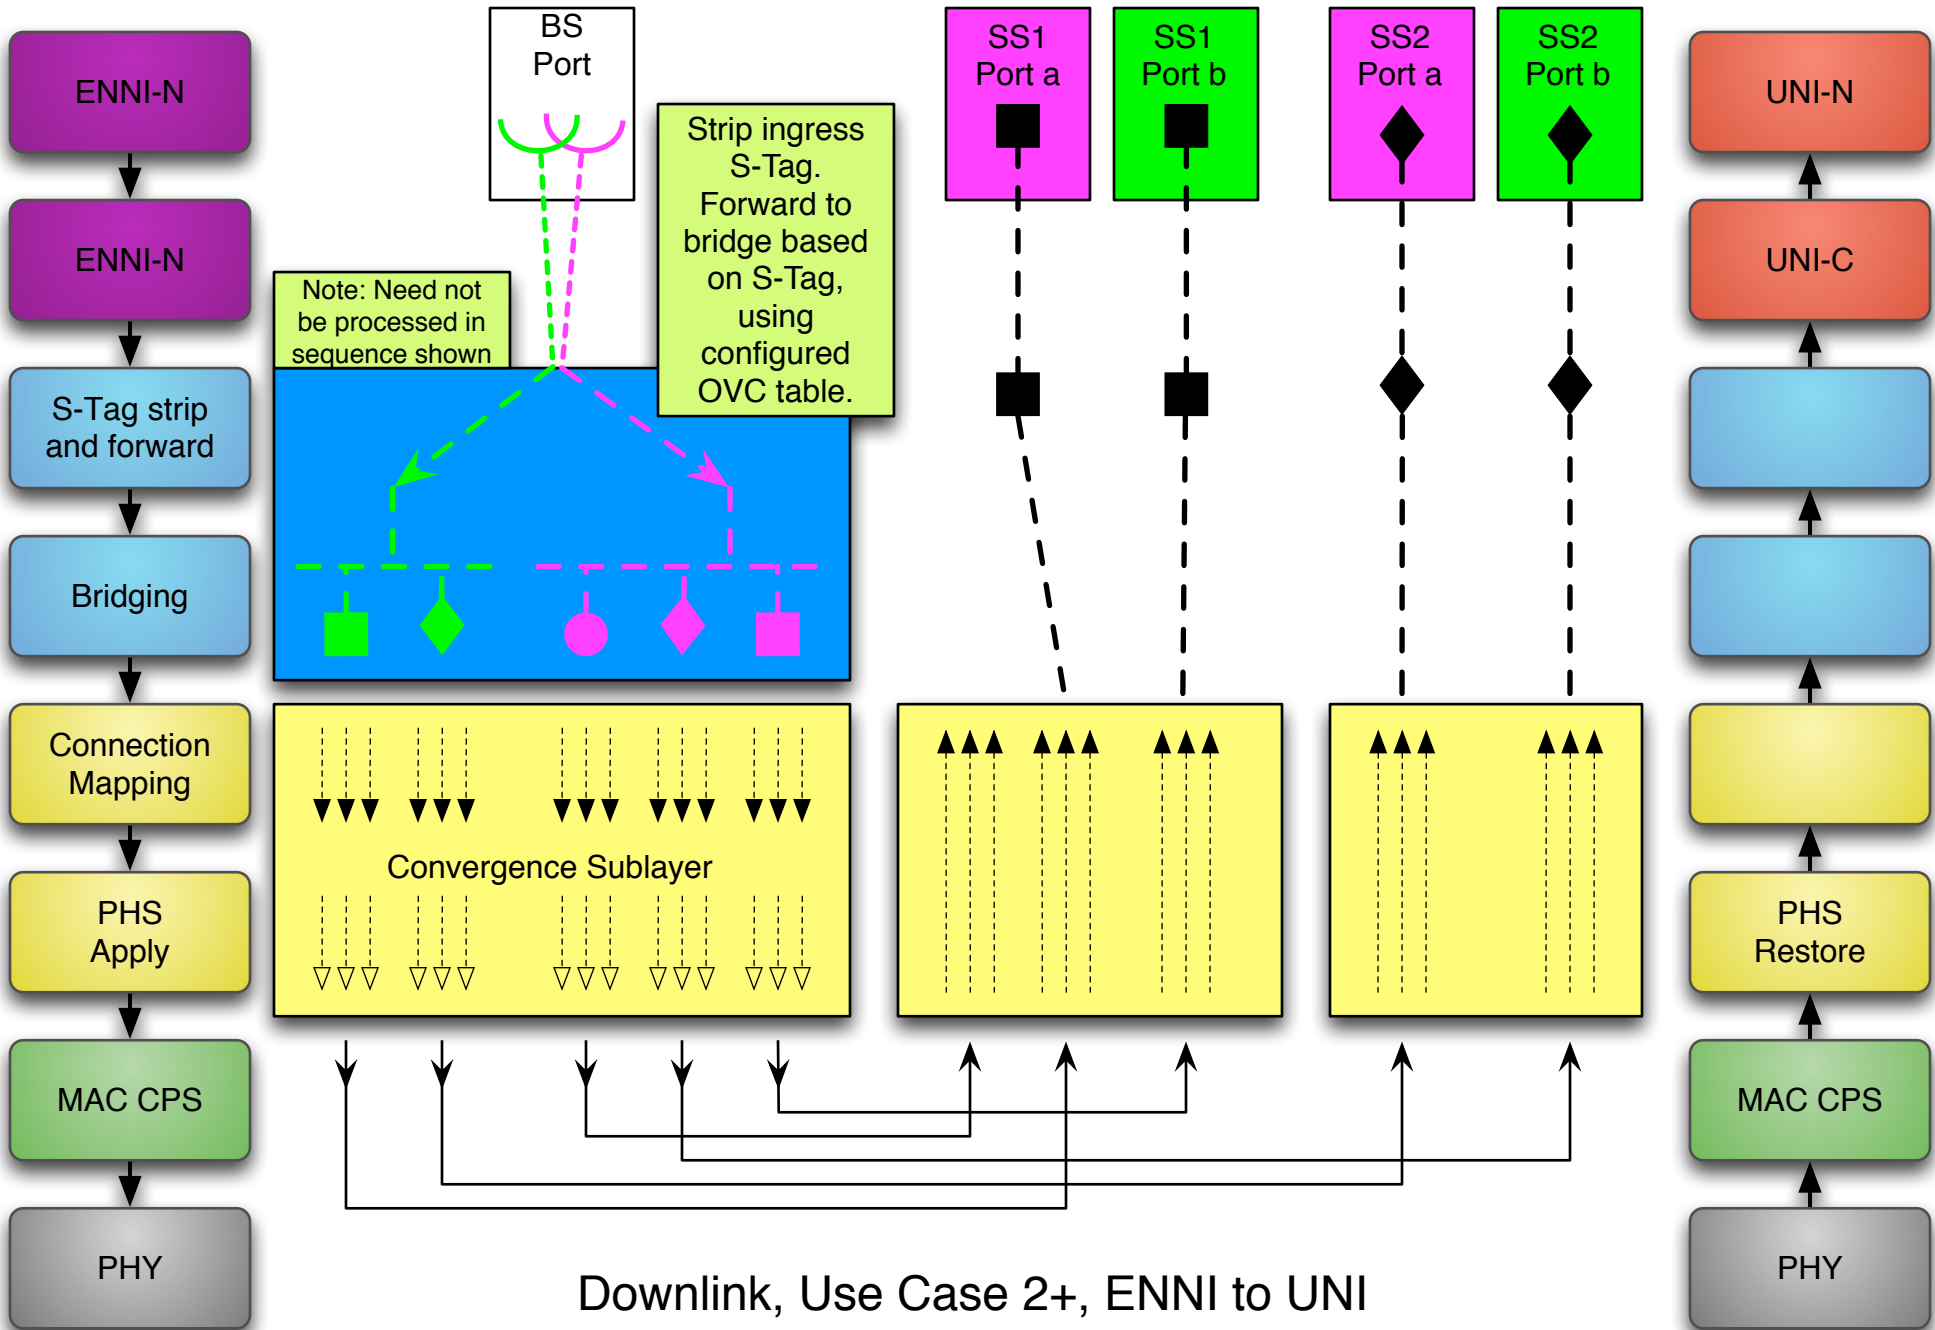 ENNI-N
ENNI-N
S-Tag strip
and forward
Bridging
Connection
Mapping
PHS
Apply
MAC CPS
PHY
BS
Port
Note: Need not
be processed in
sequence shown
Strip ingress
S-Tag.
Forward to
bridge based
on S-Tag,
using
configured
OVC table.
Convergence Sublayer
SS1
Port a
SS1
Port b
SS2
Port a
SS2
Port b
UNI-N
UNI-C
PHS
Restore
MAC CPS
PHY
Downlink, Use Case 2+, ENNI to UNI